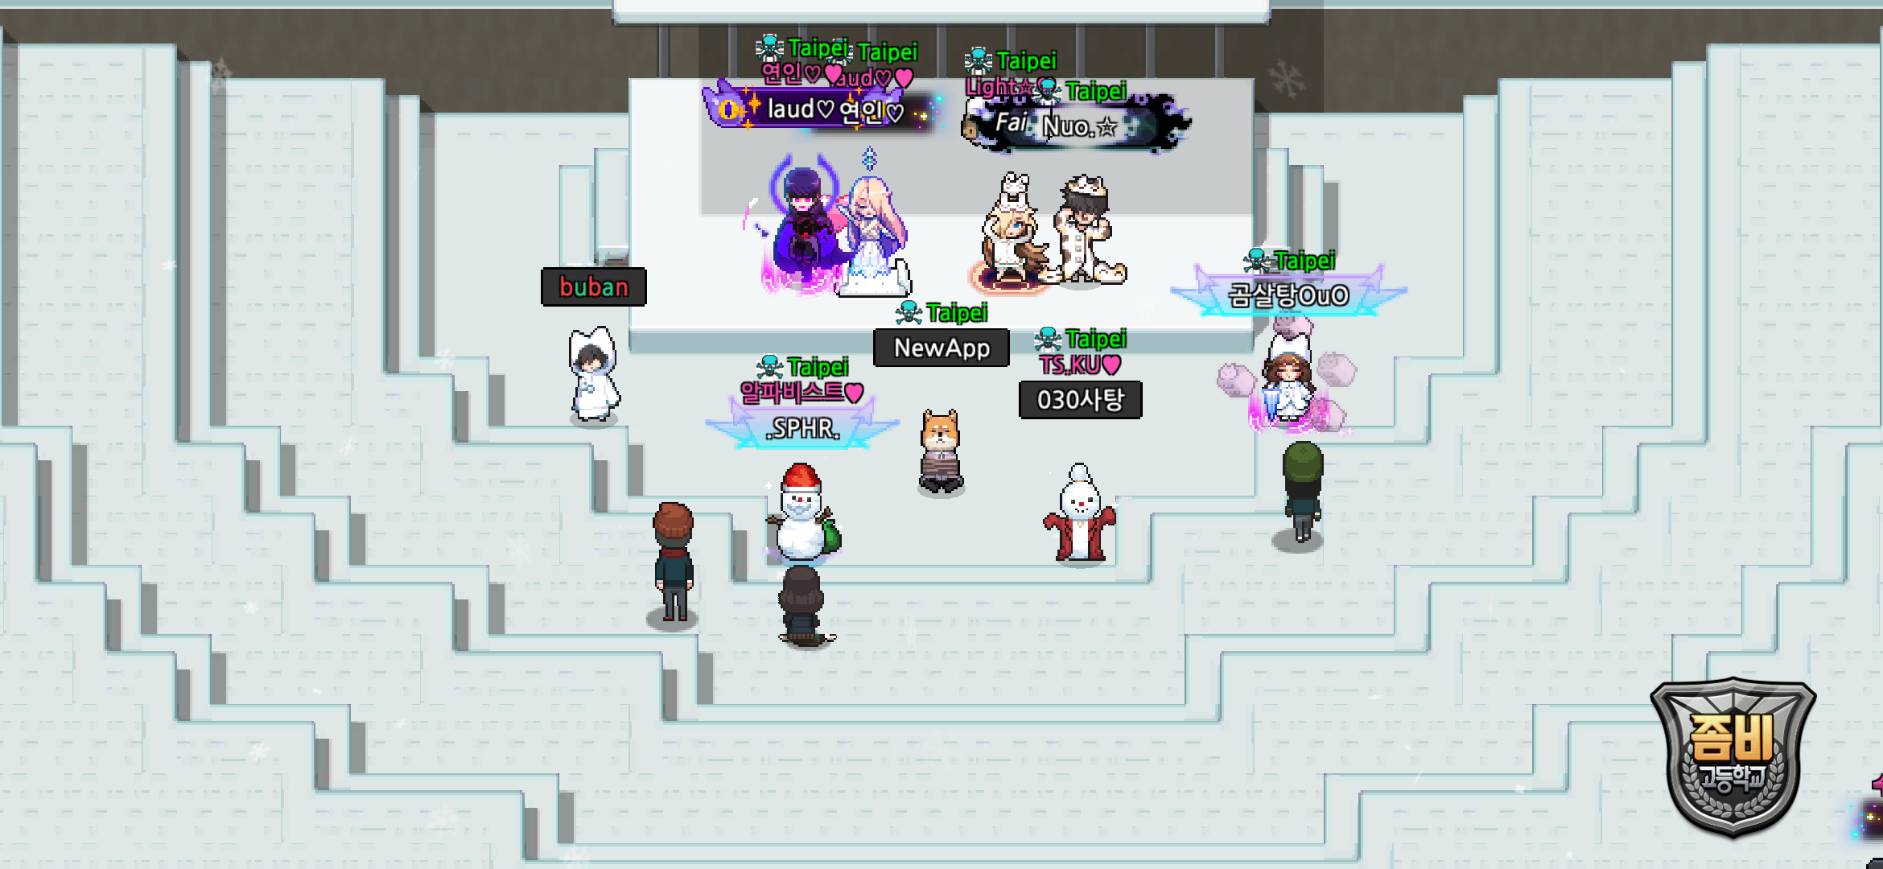 Taipei
Taipei
연인♡♥
laud♡♥
laud♡
연인♡
Taipei
Light☆
Taipei
Fai
Nuo.☆
buban
Taipei
곰살탕OuO
Taipei
NewApp
Taipei
TS.KU♥
030사탕
Taipei
알파비스트♥
.SPHR.
좀비
고등학교